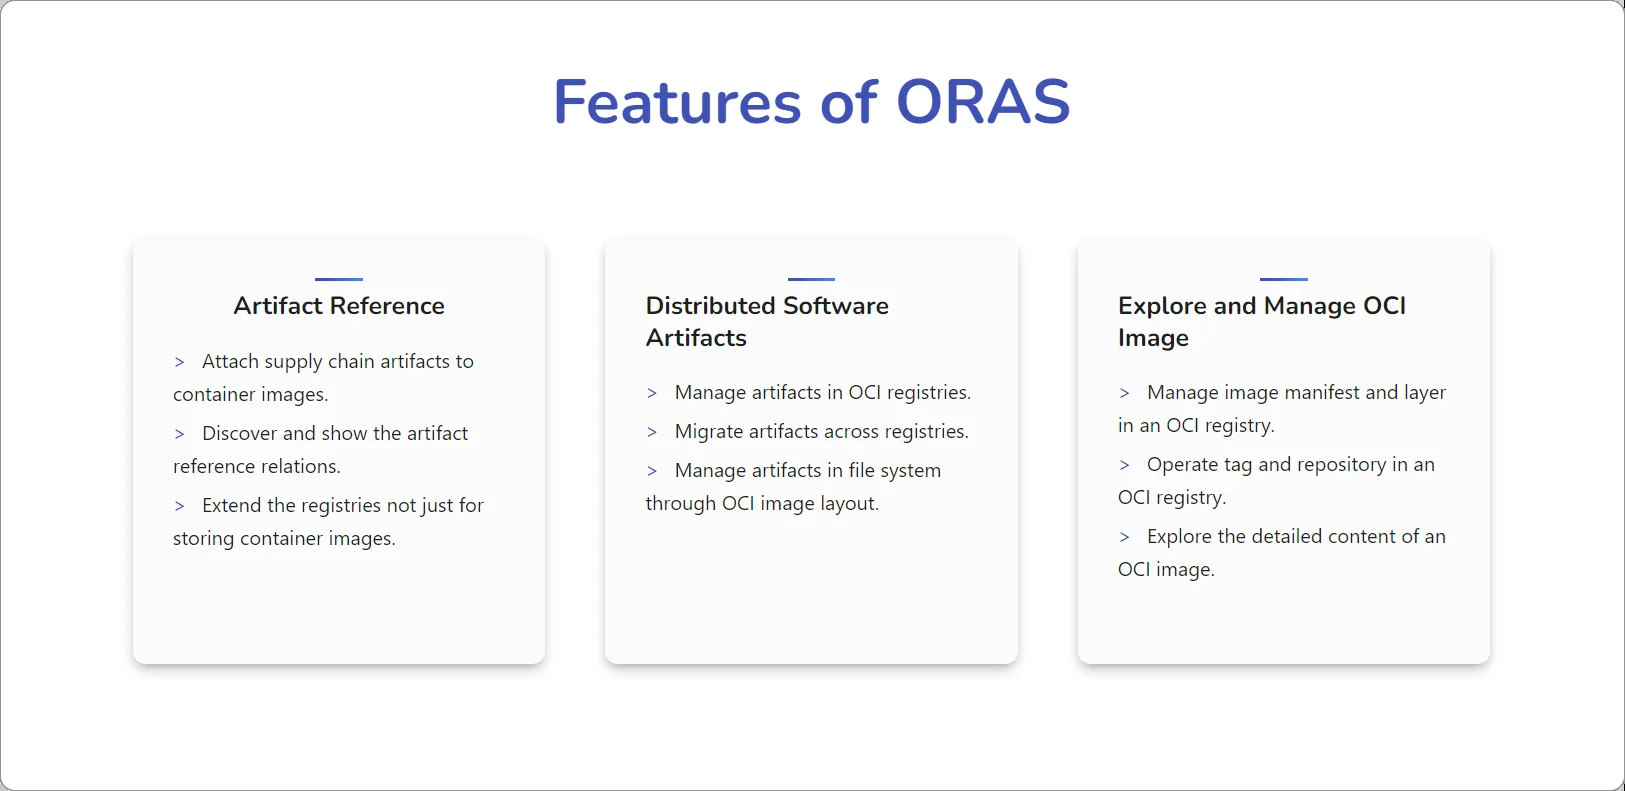 Features of ORAS
Artifact Reference
> Attach supply chain artifacts to
container images.
> Discover and show the artifact
reference relations.
> Extend the registries not just for
storing container images.
Distributed Software
Artifacts
> Manage artifacts in OCI registries.
> Migrate artifacts across registries.
> Manage artifacts in file system
through OCI image layout.
Explore and Manage OCI
Image
> Manage image manifest and layer
in an OCI registry.
> Operate tag and repository in an
OCI registry.
> Explore the detailed content of an
OCI image.